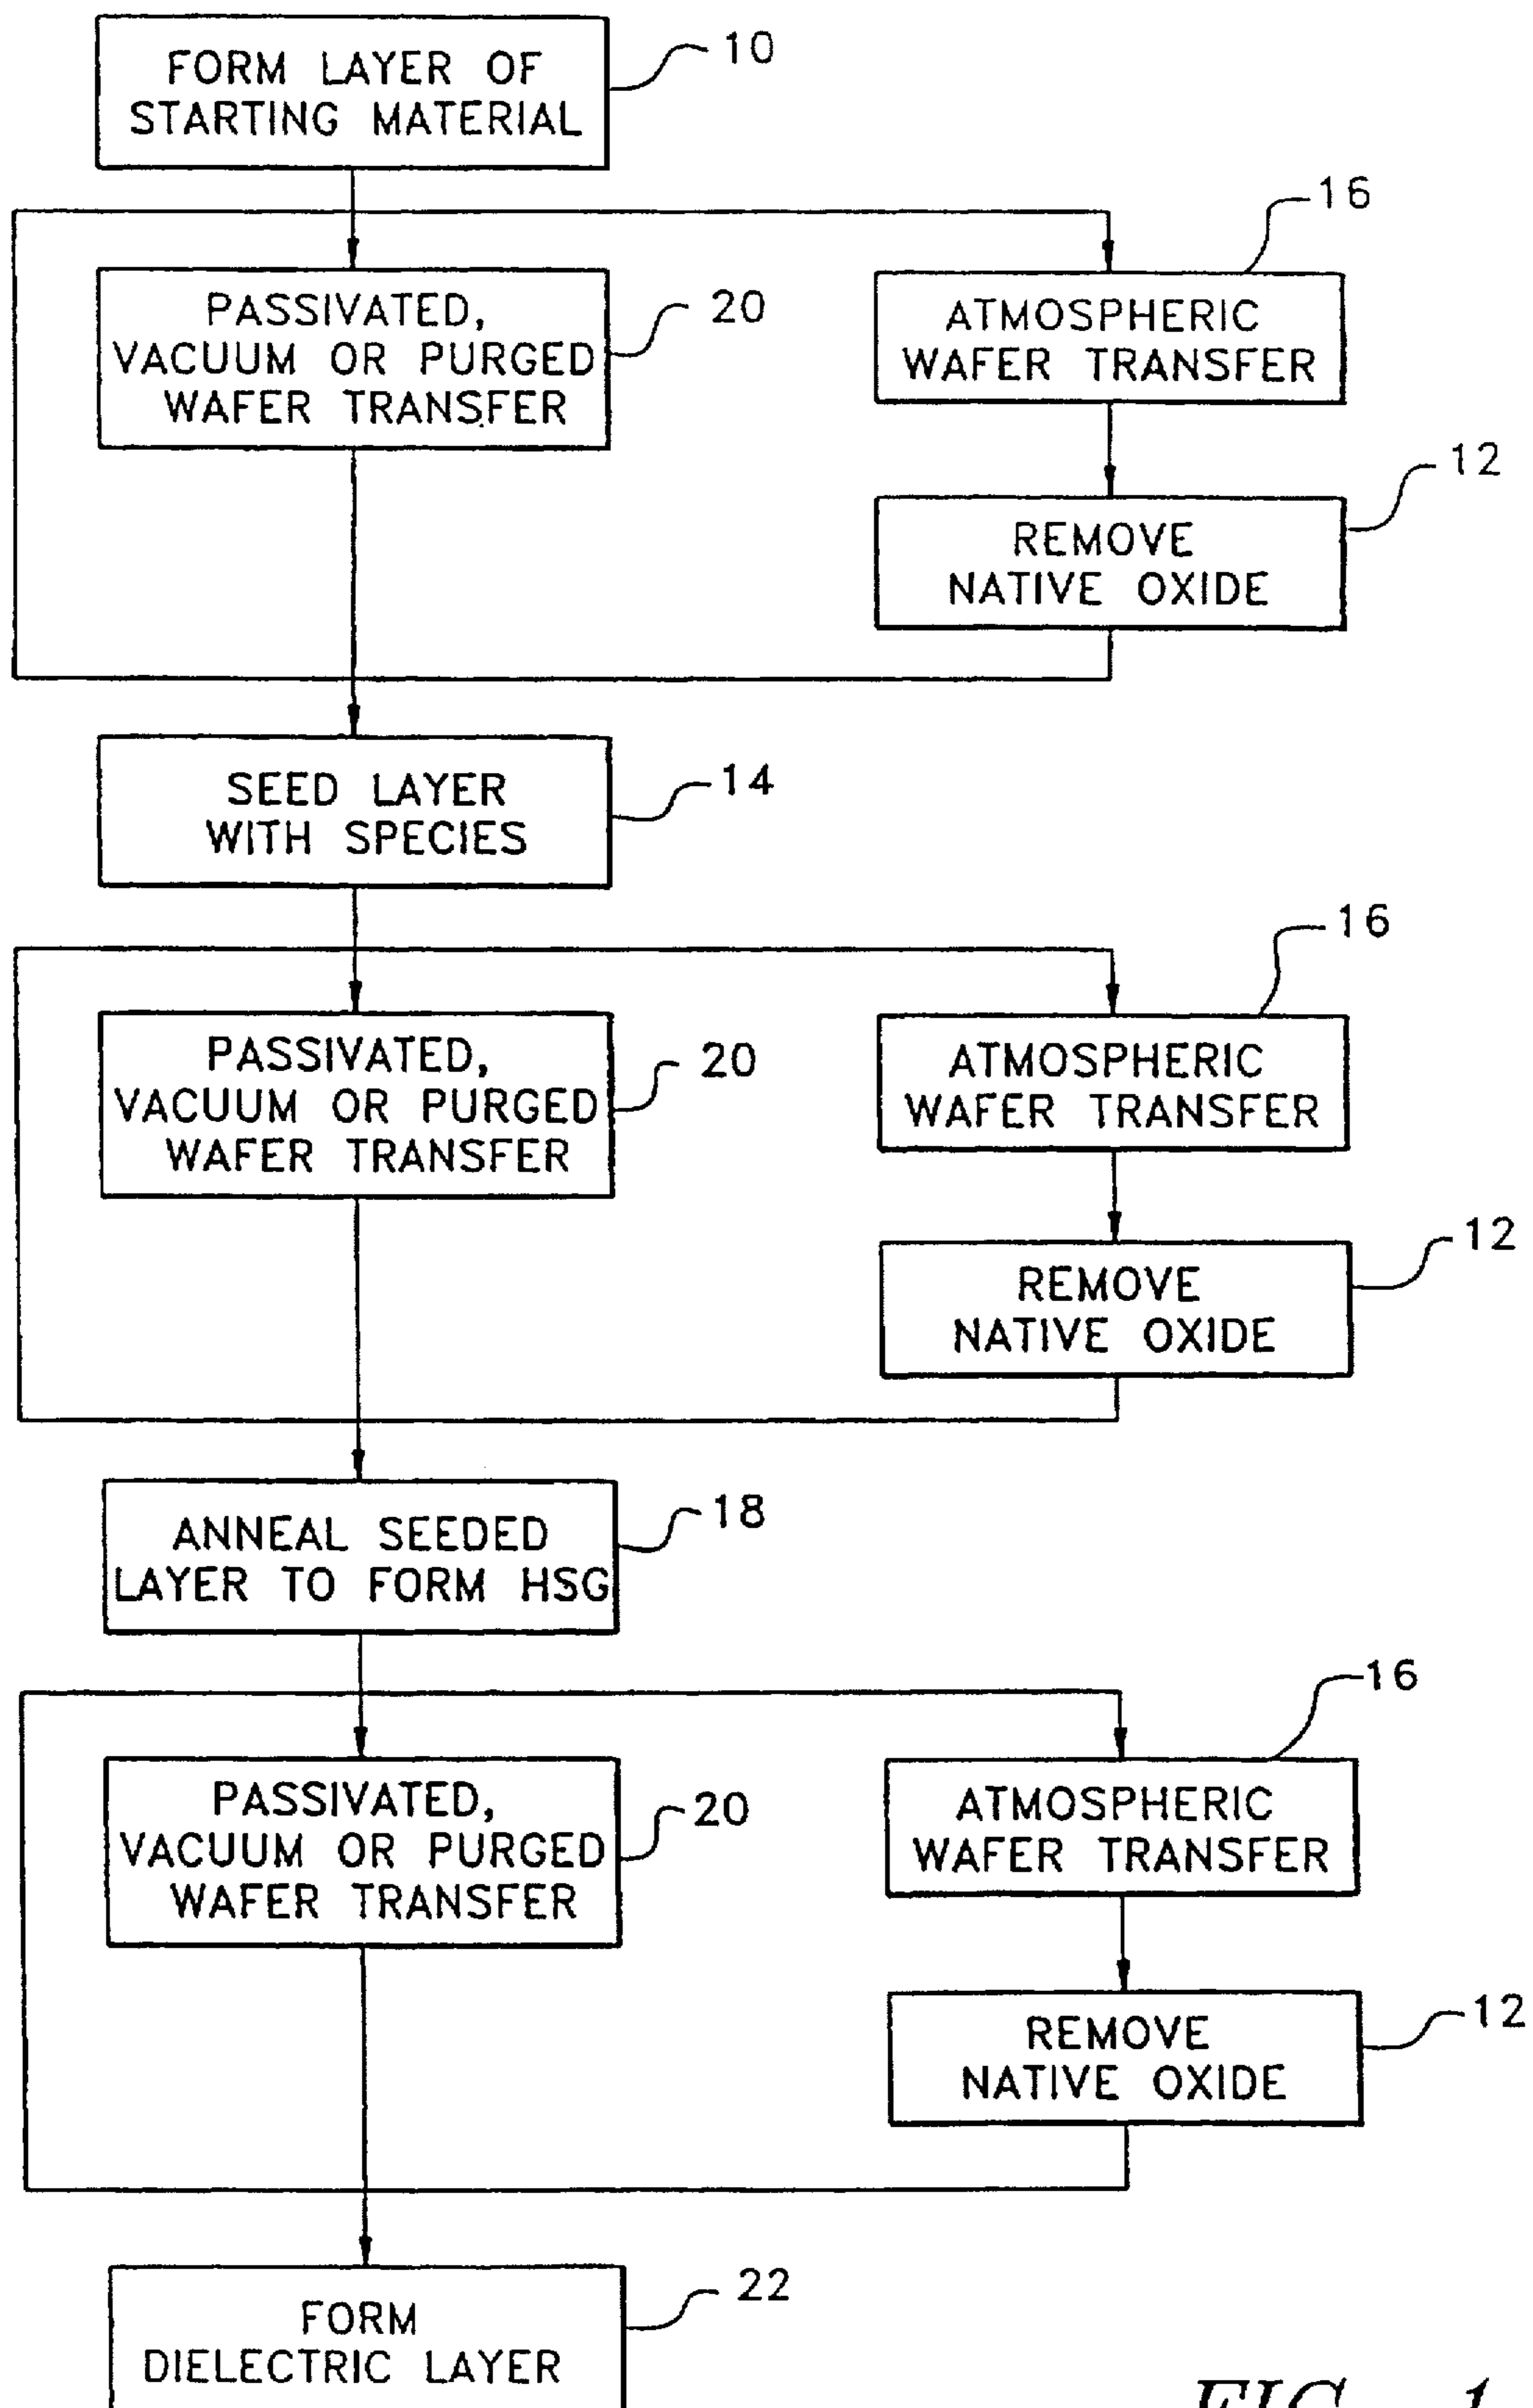 FORM LAYER OF
STARTING MATERIAL
10
16
PASSIVATED,
VACUUM OR PURGED
WAFER TRANSFER
20
ATMOSPHERIC
WAFER TRANSFER
12
REMOVE
NATIVE OXIDE
SEED LAYER
WITH SPECIES
14
16
PASSIVATED,
VACUUM OR PURGED
WAFER TRANSFER
20
ATMOSPHERIC
WAFER TRANSFER
12
REMOVE
NATIVE OXIDE
ANNEAL SEEDED
LAYER TO FORM HSG
18
16
PASSIVATED,
VACUUM OR PURGED
WAFER TRANSFER
20
ATMOSPHERIC
WAFER TRANSFER
12
REMOVE
NATIVE OXIDE
FORM
DIELECTRIC LAYER
22
FIG. 1